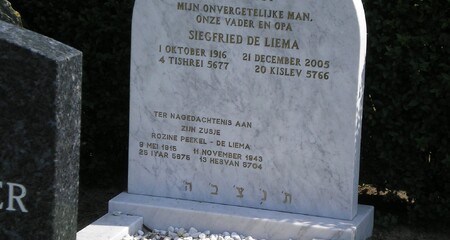 MIJN ONVERGETELIJKE MAN,
ONZE VADER EN OPA
SIEGFRIED DE LIEMA
1 OKTOBER 1916 21 DECEMBER 2005
4 TISHREI 5677 20 KISLEV 5766
TER NAGEDACHTENIS AAN
ZIJN ZUSJE
ROZINE PEEKEL - DE LIEMA
9 MEI 1915 11 NOVEMBER 1943
25 IYAR 5675 13 HESVAN 5704
ת נ צ ב ה
ER